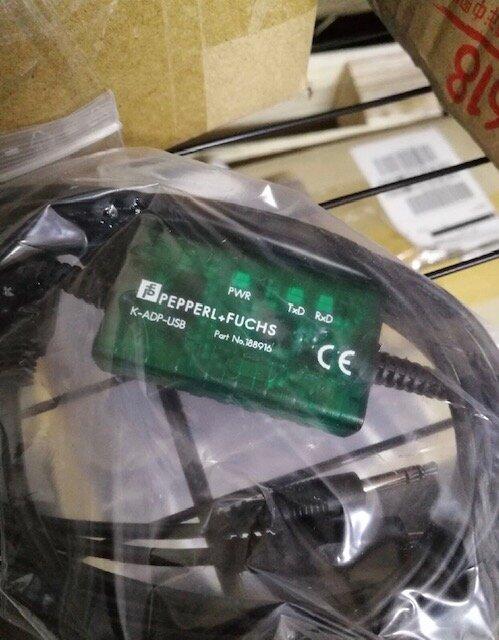 618
PWR
TxD RxD
PEPPERL+FUCHS
K-ADP-USB
Part No.188916
CE